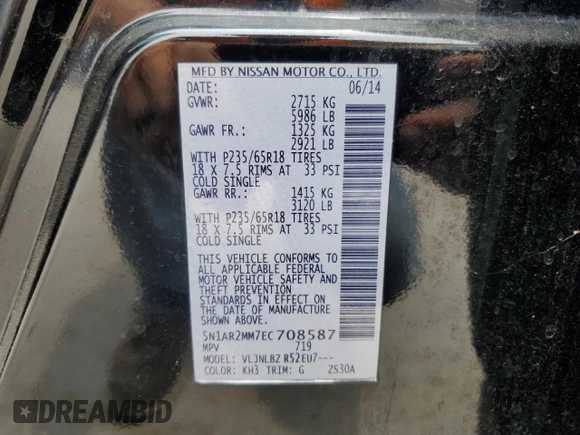 MFD BY NISSAN MOTOR CO., LTD.
DATE: 06/14
GVWR: 2715 KG
5986 LB
GAWR FR.: 1325 KG
2921 LB
WITH P235/65R18 TIRES
18 X 7.5 RIMS AT 33 PSI
COLD SINGLE
GAWR RR.: 1415 KG
3120 LB
WITH P235/65R18 TIRES
18 X 7.5 RIMS AT 33 PSI
COLD SINGLE
THIS VEHICLE CONFORMS TO
ALL APPLICABLE FEDERAL
MOTOR VEHICLE SAFETY AND
THEFT PREVENTION
STANDARDS IN EFFECT ON
THE DATE OF MANUFACTURE
SHOWN ABOVE.
5N1AR2MM7EC708587
MPV 719
MODEL: VLJNLBZ R52EU7---
COLOR: KH3 TRIM: G ZS30A
DREAMBID